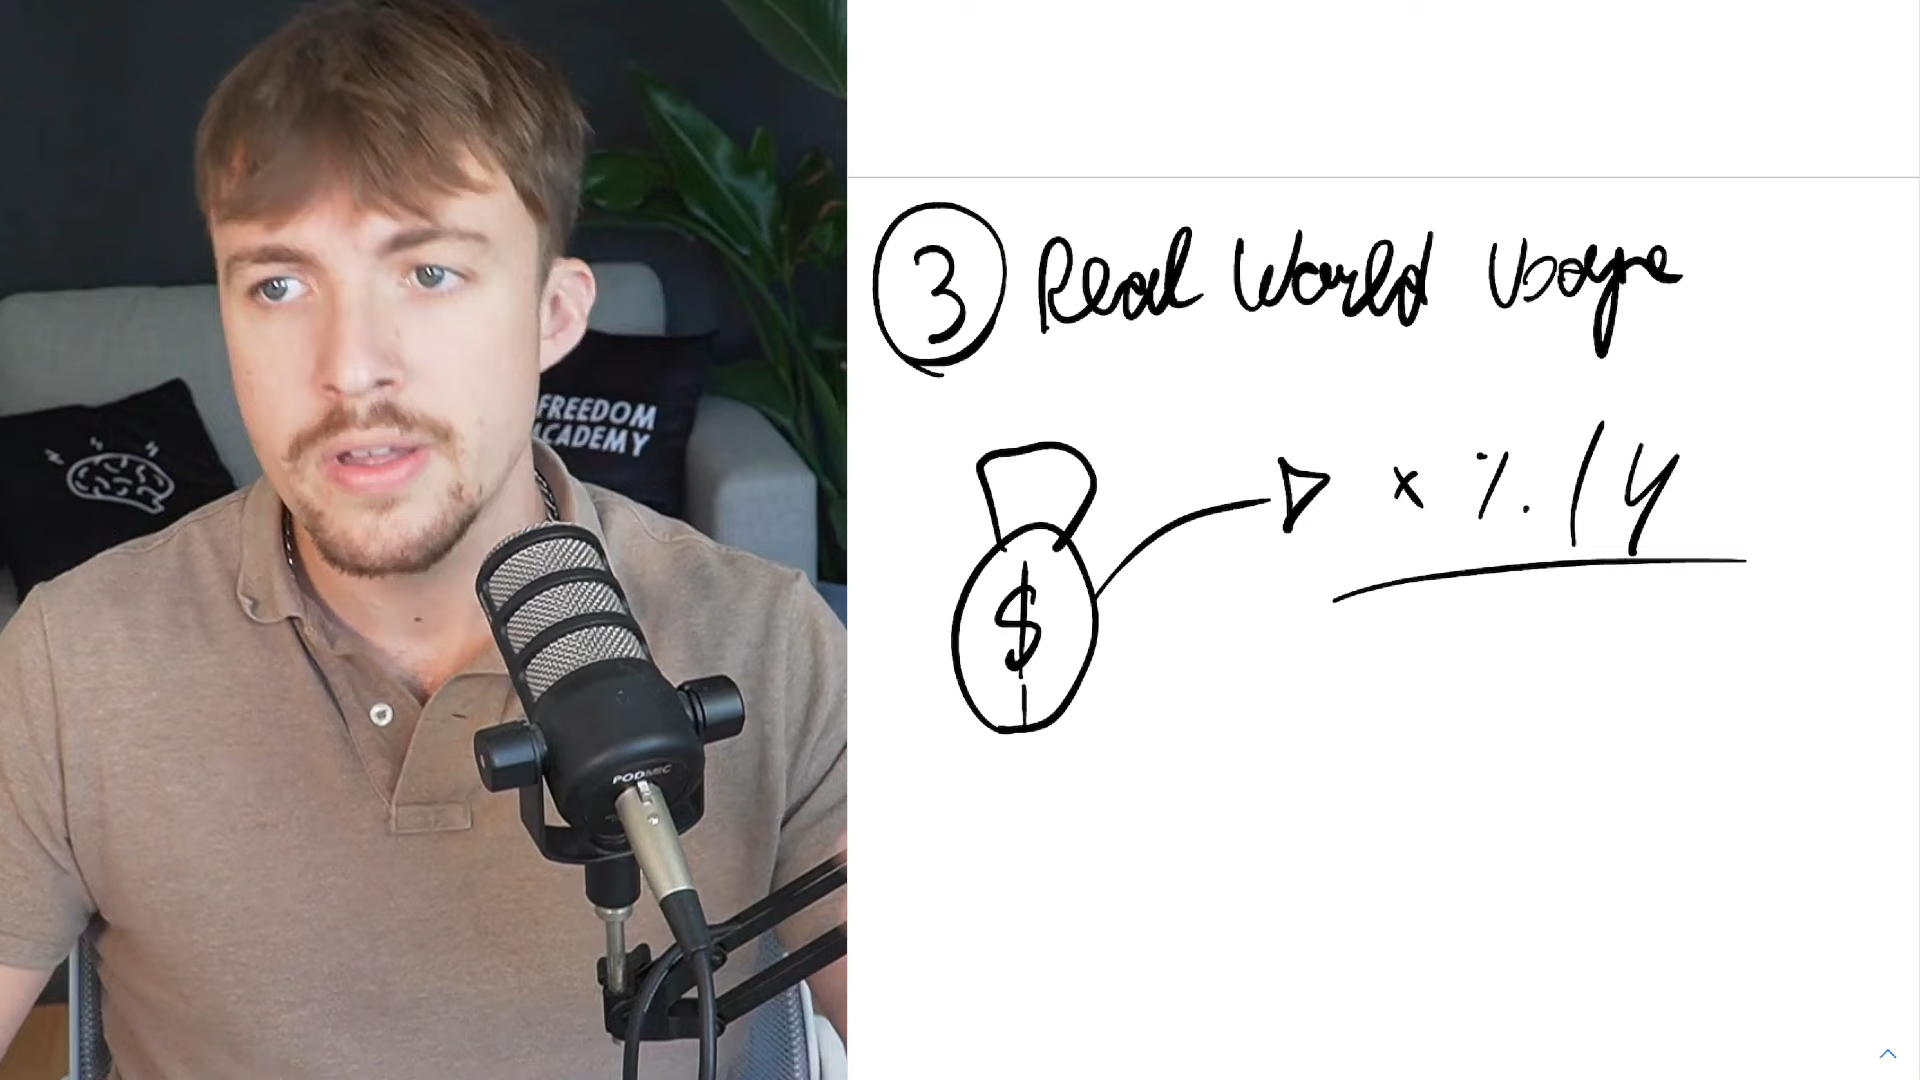 FREEDOM
ACADEMY
PODMIC
3 Real World Usage
$ x %. / y